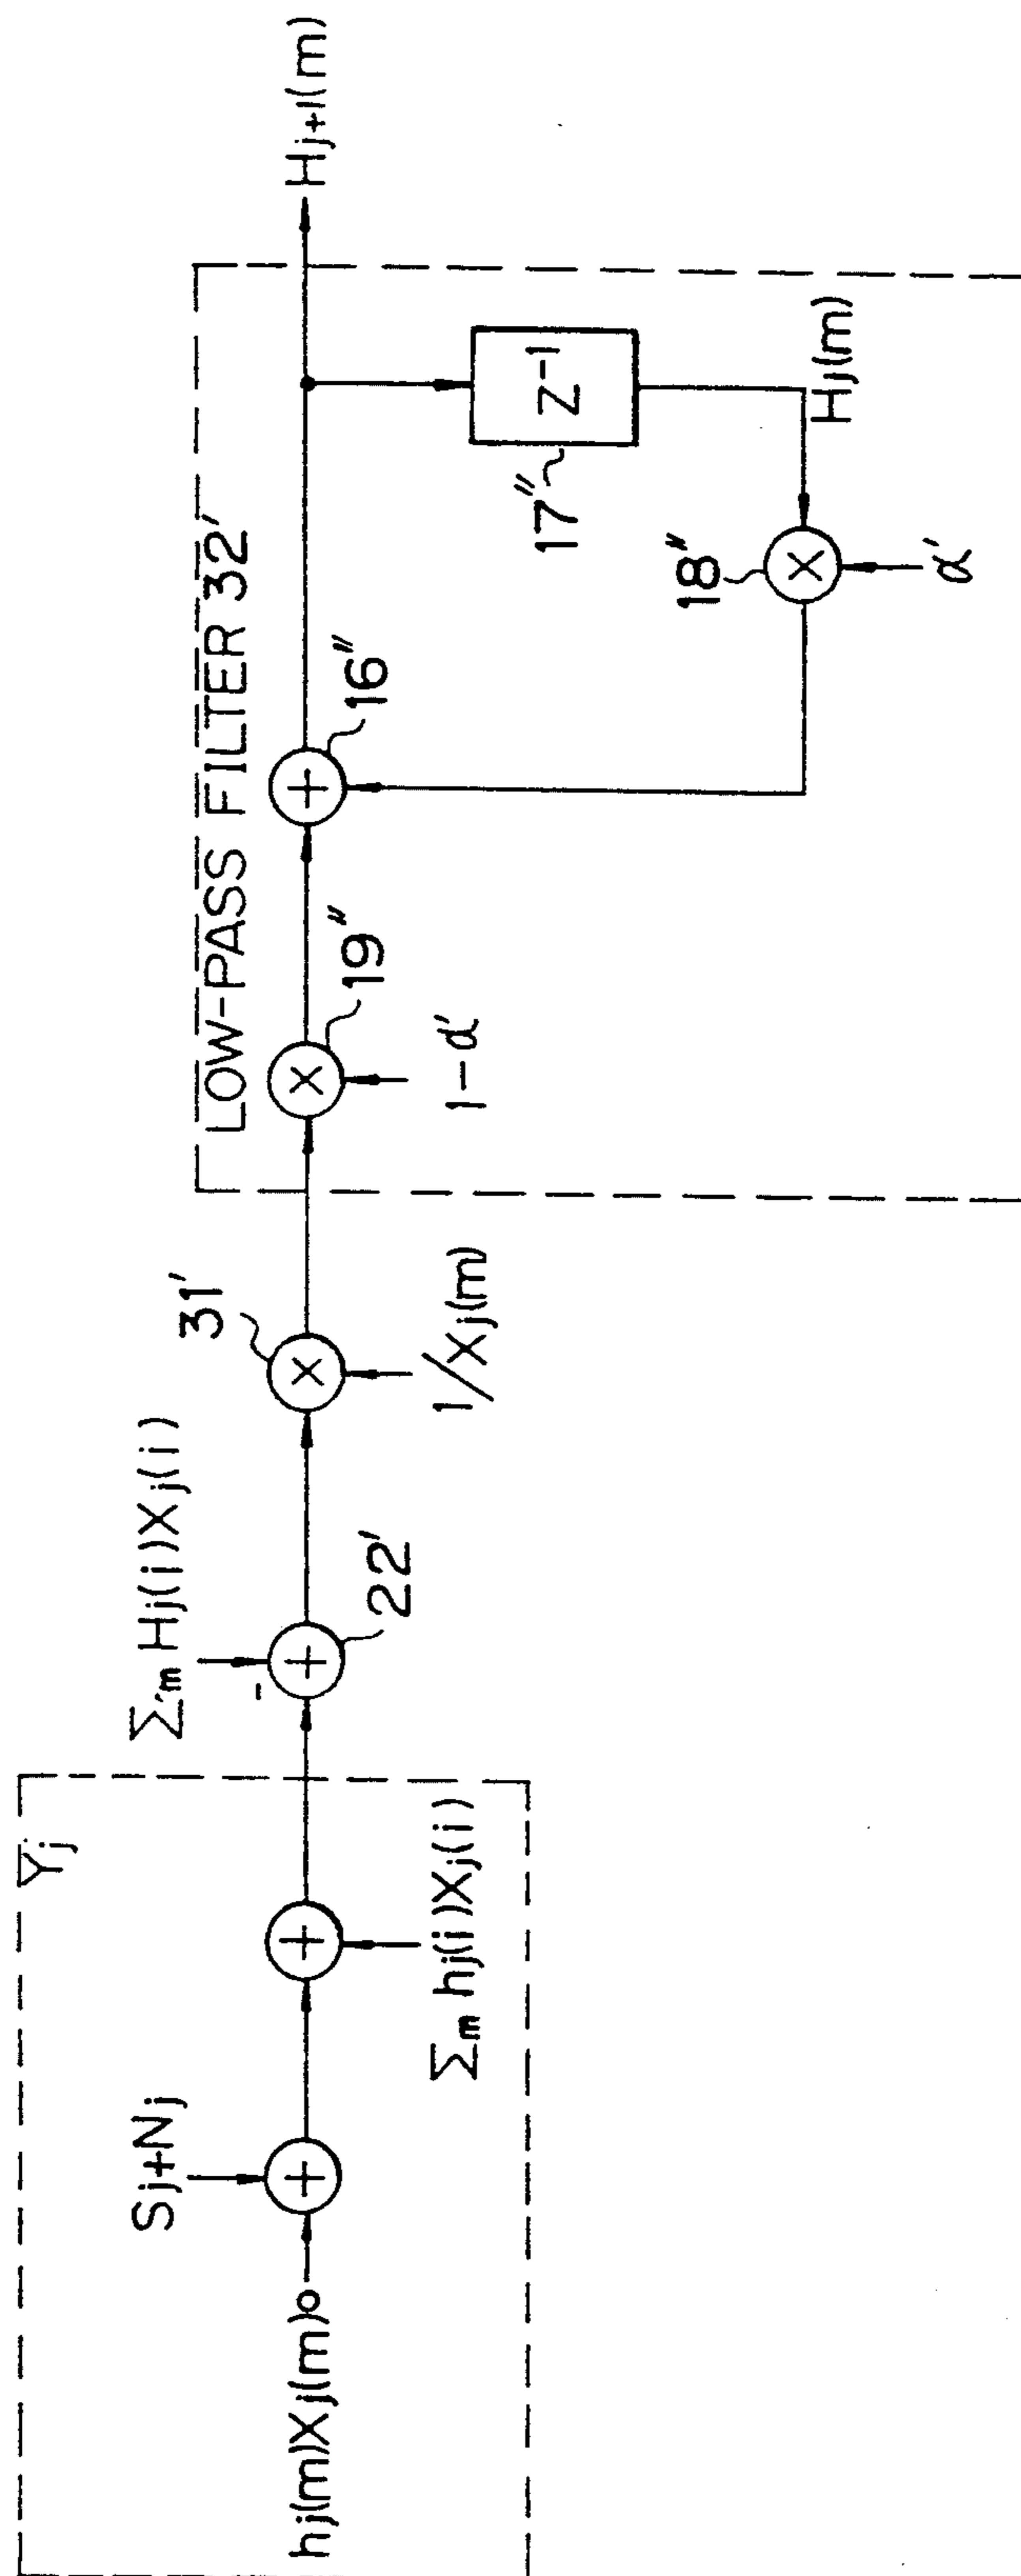 Yj
hj(m)Xj(m)
Sj+Nj
+
+
Σm hj(i)Xj(i)
Σ'm Hj(i)Xj(i)
-
+
22'
×
31'
1/Xj(m)
LOW-PASS FILTER 32'
×
19"
1-α'
+
16"
Z-1
17"
Hj(m)
×
18"
α'
Hj+1(m)